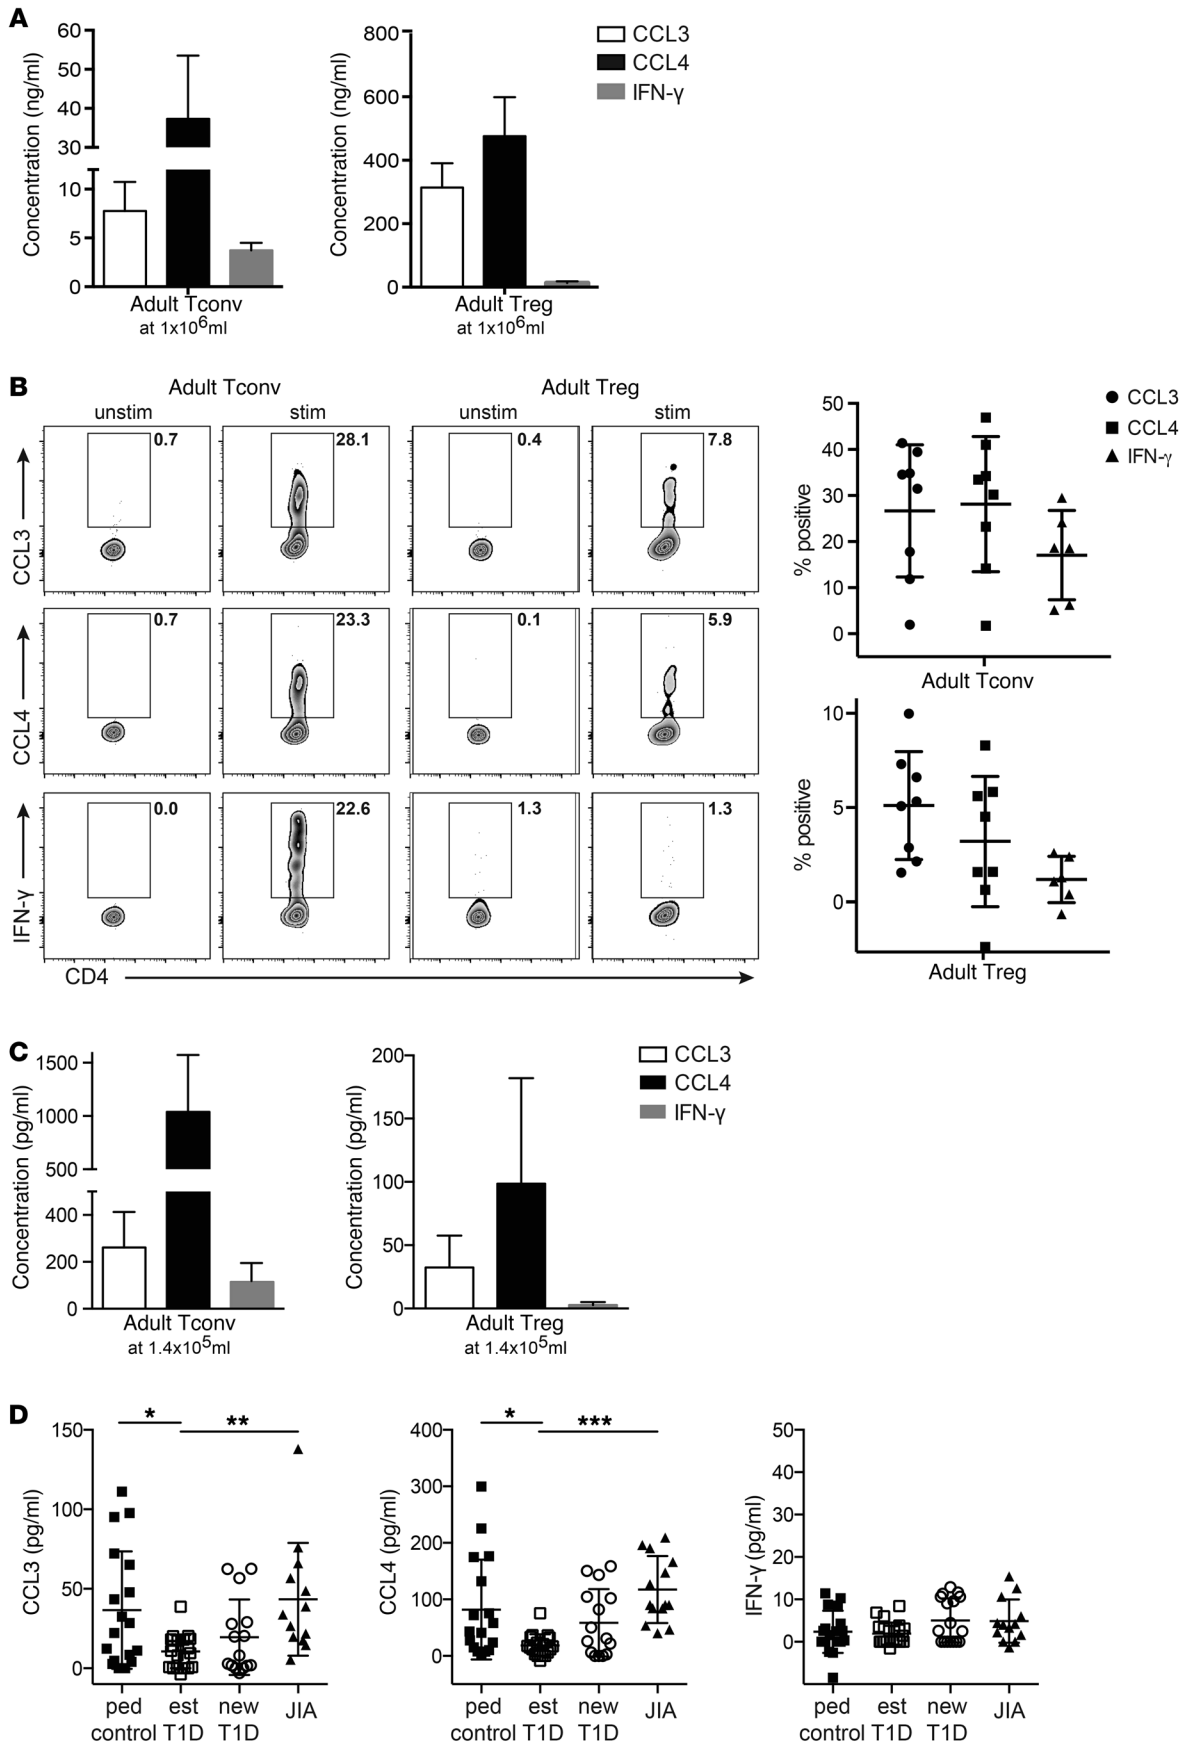 A
Concentration (ng/ml)
60
50
40
30
10
5
0
Adult Tconv
at 1x10⁶ml
Concentration (ng/ml)
800
600
400
200
0
Adult Treg
at 1x10⁶ml
CCL3
CCL4
IFN-γ
B
Adult Tconv
Adult Treg
unstim
stim
unstim
stim
CCL3
0.7
28.1
0.4
7.8
CCL4
0.7
23.3
0.1
5.9
IFN-γ
0.0
22.6
1.3
1.3
CD4
% positive
50
40
30
20
10
0
Adult Tconv
CCL3
CCL4
IFN-γ
% positive
10
5
0
Adult Treg
C
Concentration (pg/ml)
1500
1000
500
400
200
0
Adult Tconv
at 1.4x10⁵ml
Concentration (pg/ml)
200
150
100
50
0
Adult Treg
at 1.4x10⁵ml
CCL3
CCL4
IFN-γ
D
CCL3 (pg/ml)
150
100
50
0
*
**
ped control
est T1D
new T1D
JIA
CCL4 (pg/ml)
400
300
200
100
0
*
***
ped control
est T1D
new T1D
JIA
IFN-γ (pg/ml)
50
40
30
20
10
0
ped control
est T1D
new T1D
JIA